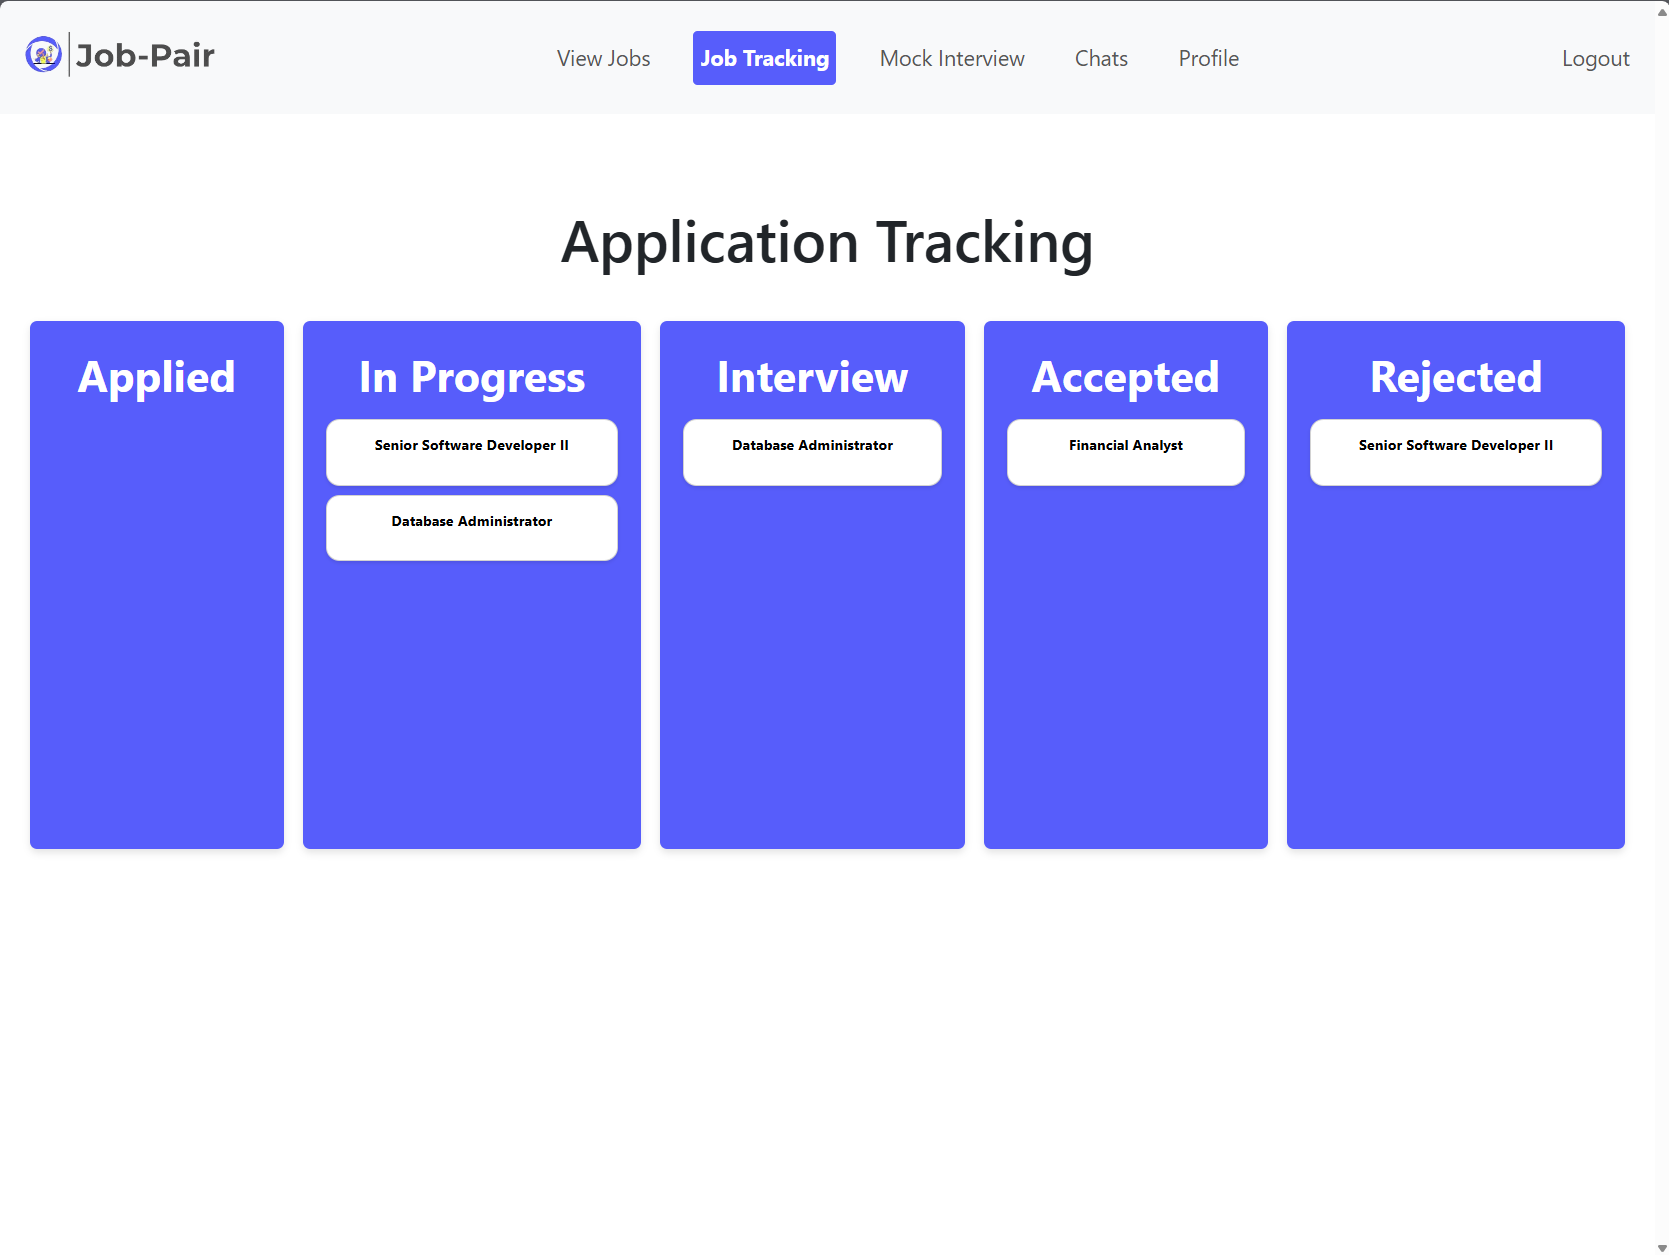 Job-Pair
View Jobs
Job Tracking
Mock Interview
Chats
Profile
Logout
Application Tracking
Applied
In Progress
Senior Software Developer II
Database Administrator
Interview
Database Administrator
Accepted
Financial Analyst
Rejected
Senior Software Developer II